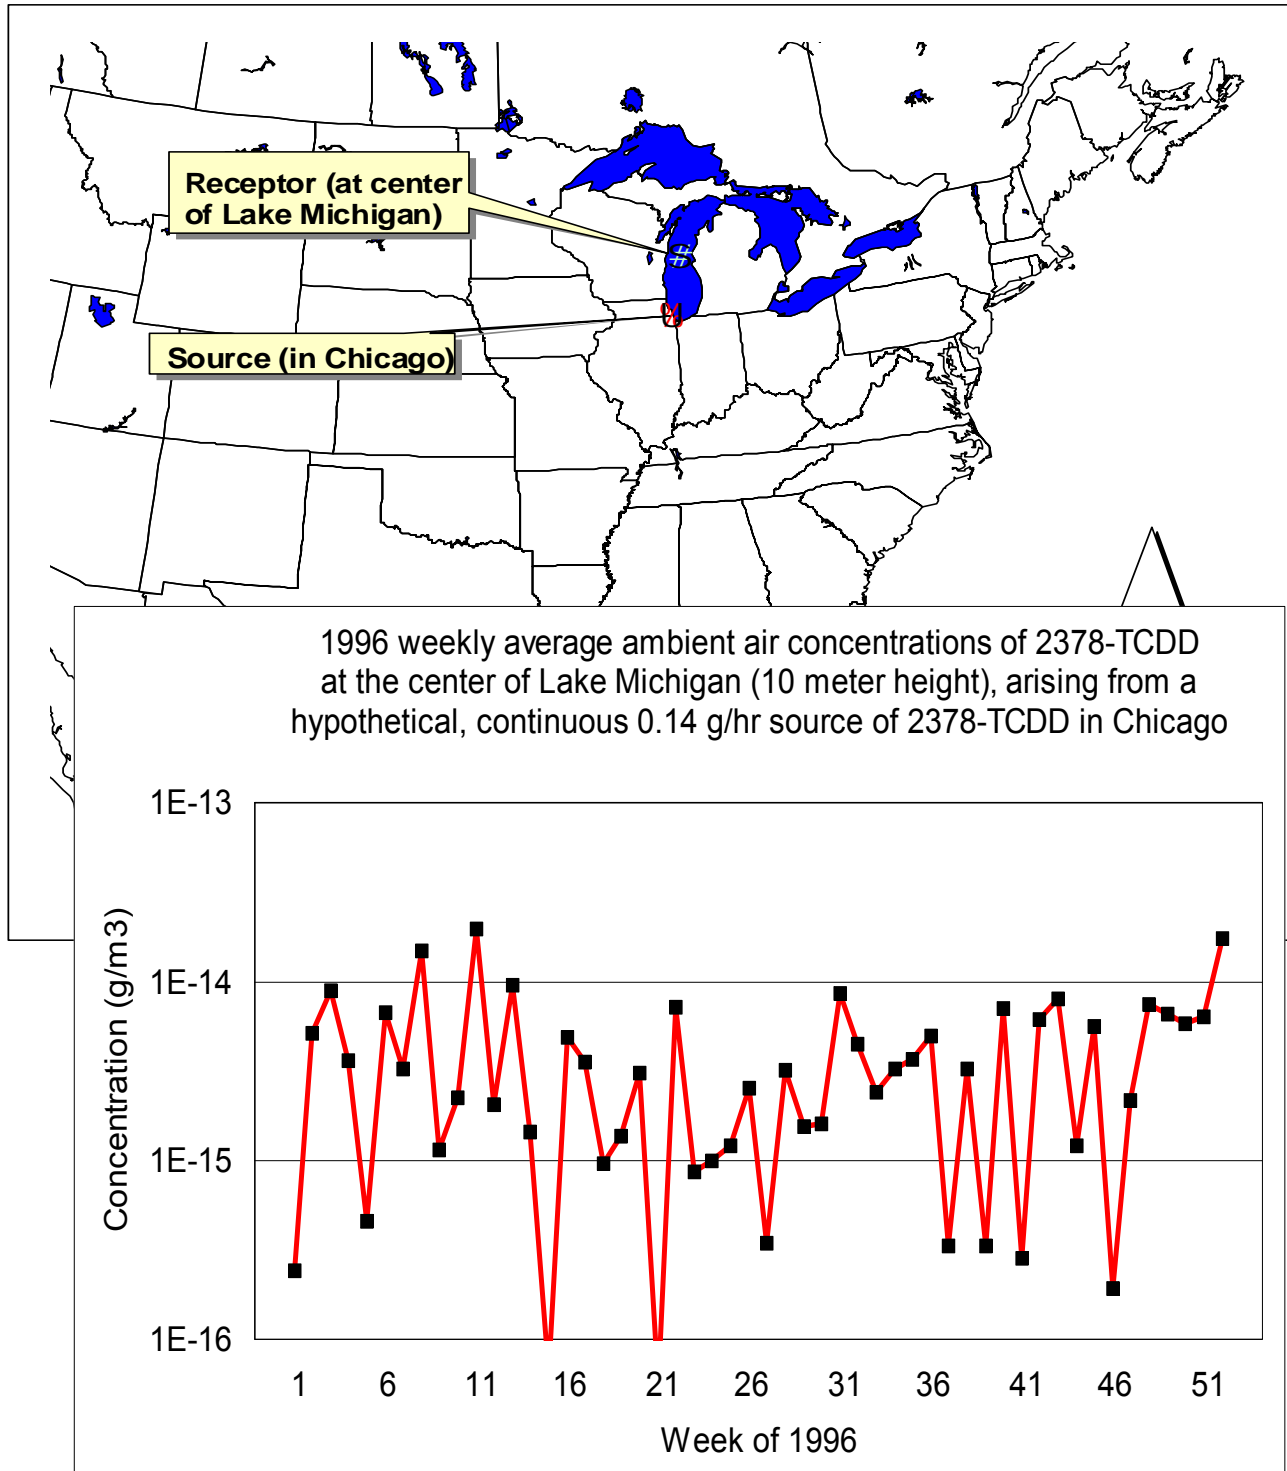 Receptor (at center
of Lake Michigan)
#
#
%
Source (in Chicago)
1996 weekly average ambient air concentrations of 2378-TCDD
at the center of Lake Michigan (10 meter height), arising from a
hypothetical, continuous 0.14 g/hr source of 2378-TCDD in Chicago
1E-13
1E-14
1E-15
1E-16
Concentration (g/m3)
1 6 11 16 21 26 31 36 41 46 51
Week of 1996